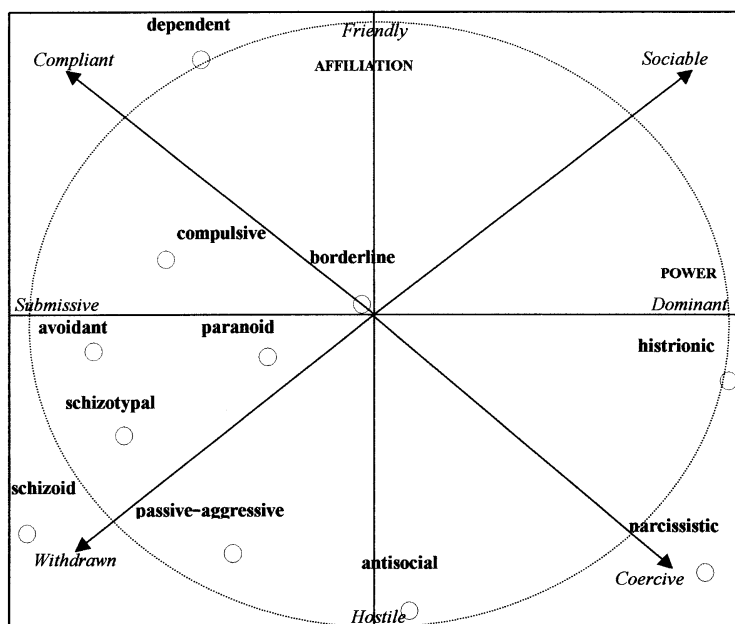 dependent
Friendly
Compliant
AFFILIATION
Sociable
compulsive
borderline
POWER
Submissive
Dominant
avoidant
paranoid
histrionic
schizotypal
schizoid
passive-aggressive
narcissistic
Withdrawn
antisocial
Coercive
Hostile